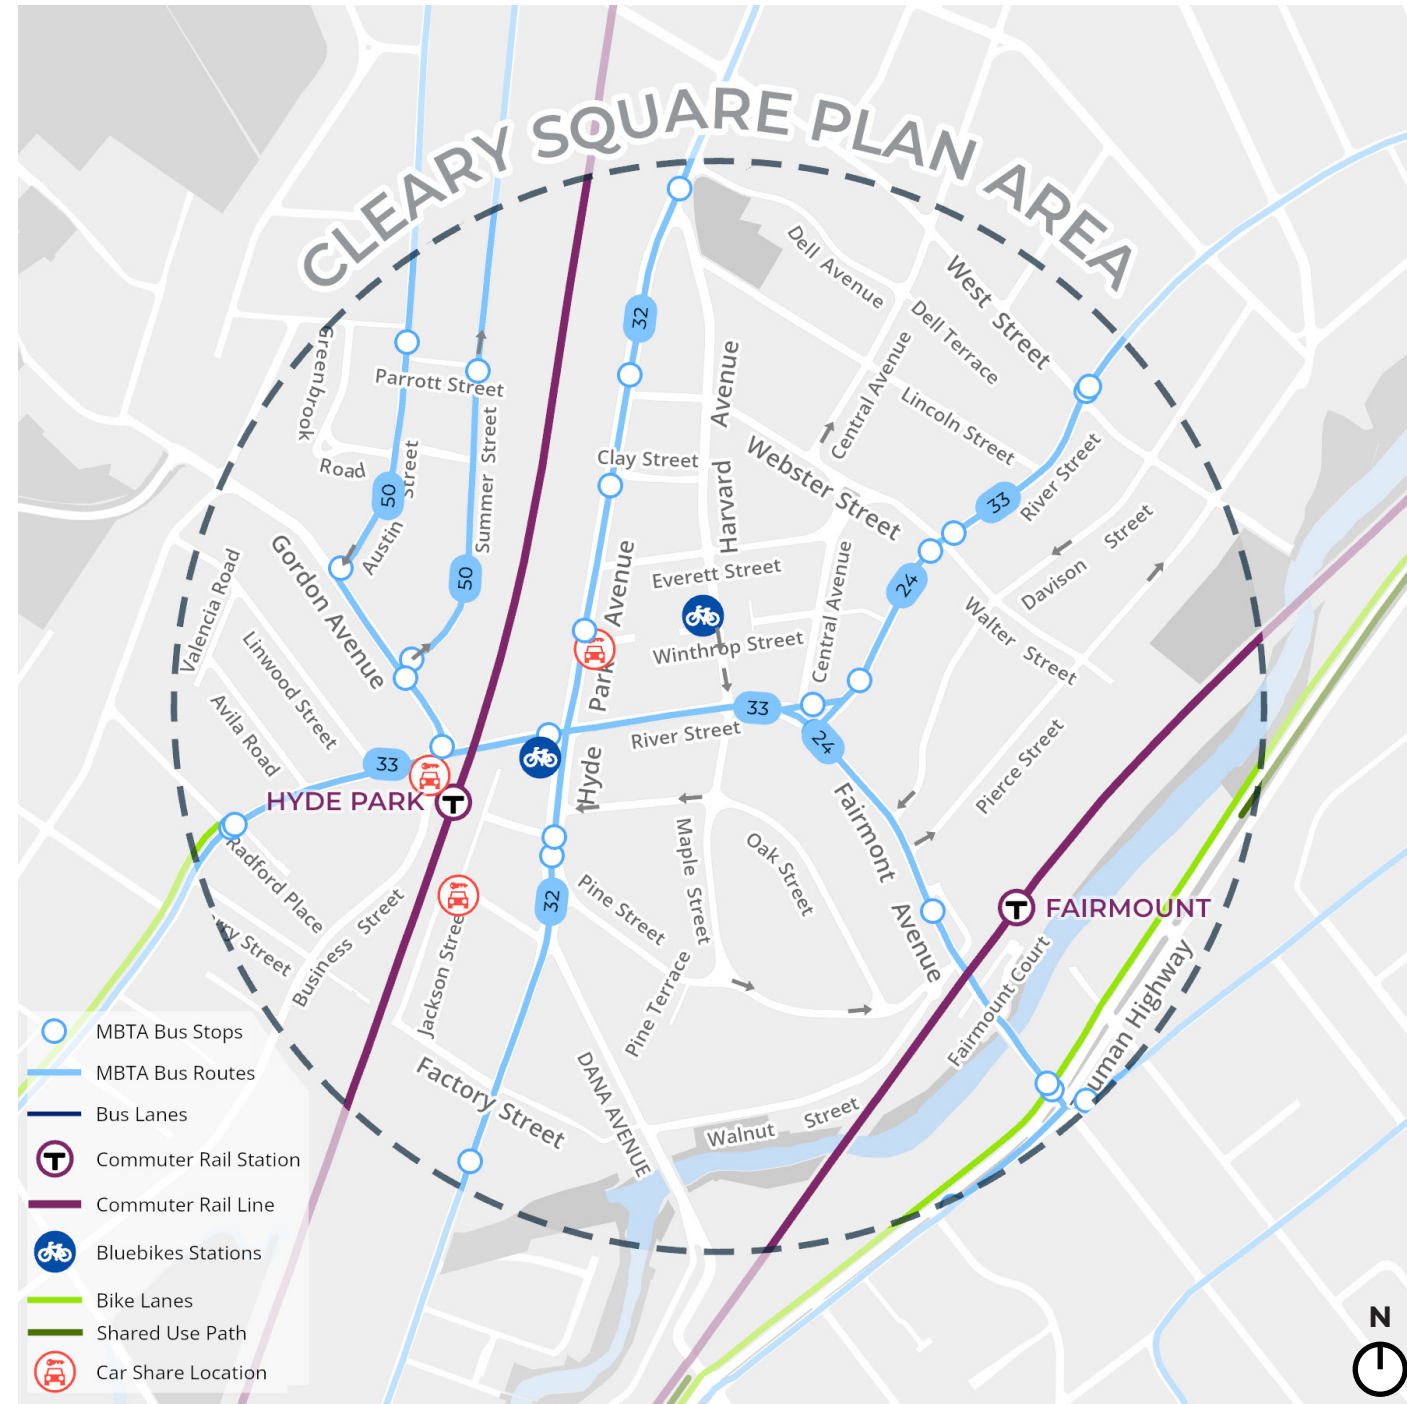 CLEARY SQUARE PLAN AREA
Dell Avenue
West Street
Dell Terrace
32
Greenbrook
Road
Parrott Street
Avenue
Harvard
Central Avenue
Lincoln Street
Summer Street
Street
Austin
50
50
Clay Street
Webster Street
33
River Street
Street
Davison
Gordon Avenue
Valencia Road
Avenue
Park
Hyde
Everett Street
24
Central Avenue
Walter Street
Linwood Street
Winthrop Street
Avila Road
33
River Street
33
24
HYDE PARK
T
Pierce Street
Fairmont
Avenue
Maple Street
Oak Street
Radford Place
ry Street
Business Street
32
Pine Street
T FAIRMOUNT
Jackson Stree
Pine Terrace
Fairmount Court
uman Highway
Factory Street
DANA AVENUE
Walnut Street
MBTA Bus Stops
MBTA Bus Routes
Bus Lanes
T Commuter Rail Station
Commuter Rail Line
Bluebikes Stations
Bike Lanes
Shared Use Path
Car Share Location
N